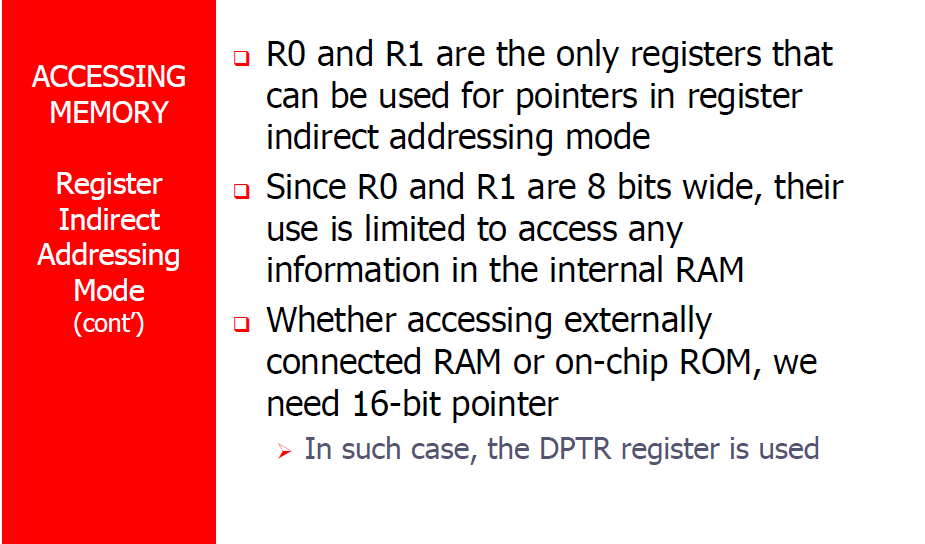 ACCESSING
MEMORY
Register
Indirect
Addressing
Mode
(cont’)
R0 and R1 are the only registers that
can be used for pointers in register
indirect addressing mode
Since R0 and R1 are 8 bits wide, their
use is limited to access any
information in the internal RAM
Whether accessing externally
connected RAM or on-chip ROM, we
need 16-bit pointer
In such case, the DPTR register is used